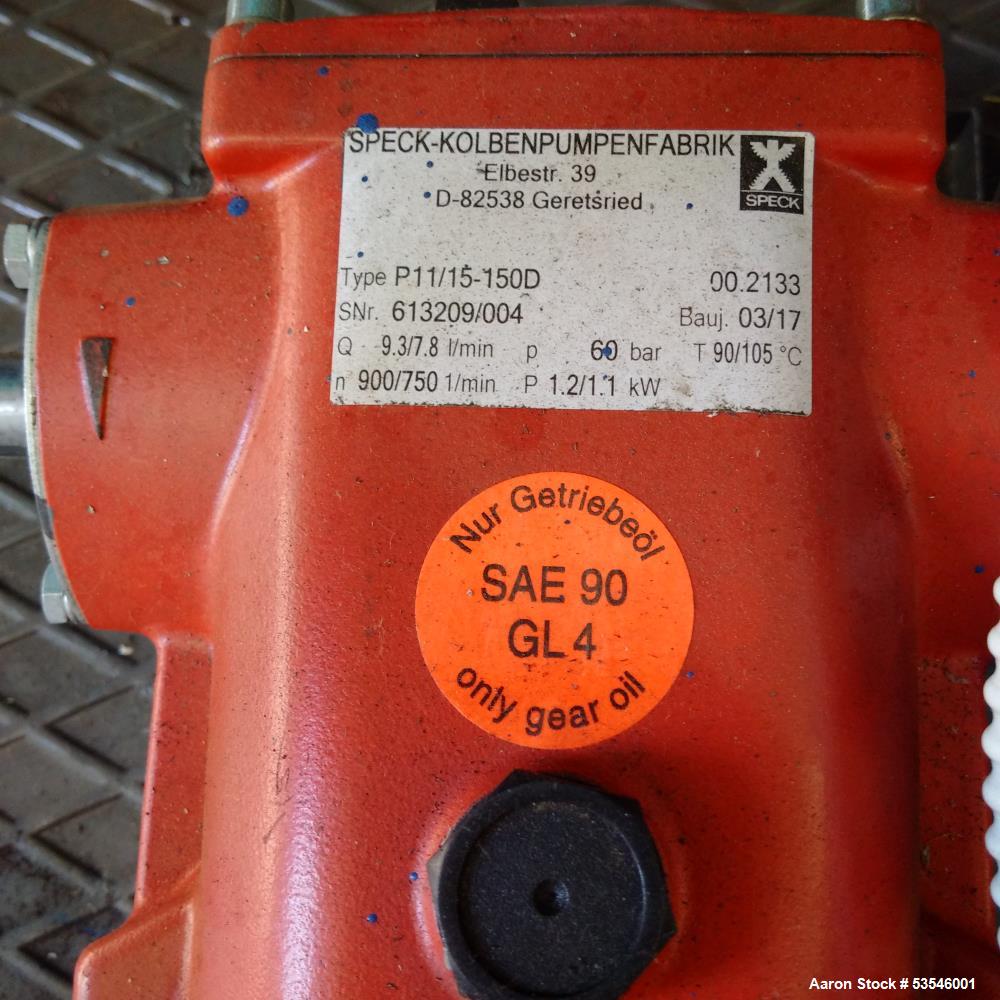 SPECK-KOLBENPUMPENFABRIK
Elbestr. 39
D-82538 Geretsried
SPECK
Type P11/15-150D 00.2133
SNr. 613209/004 Bauj. 03/17
Q 9.3/7.8 l/min p 60 bar T 90/105 °C
n 900/750 1/min P 1.2/1.1 kW
Nur Getriebeöl
SAE 90
GL 4
only gear oil
Aaron Stock # 53546001